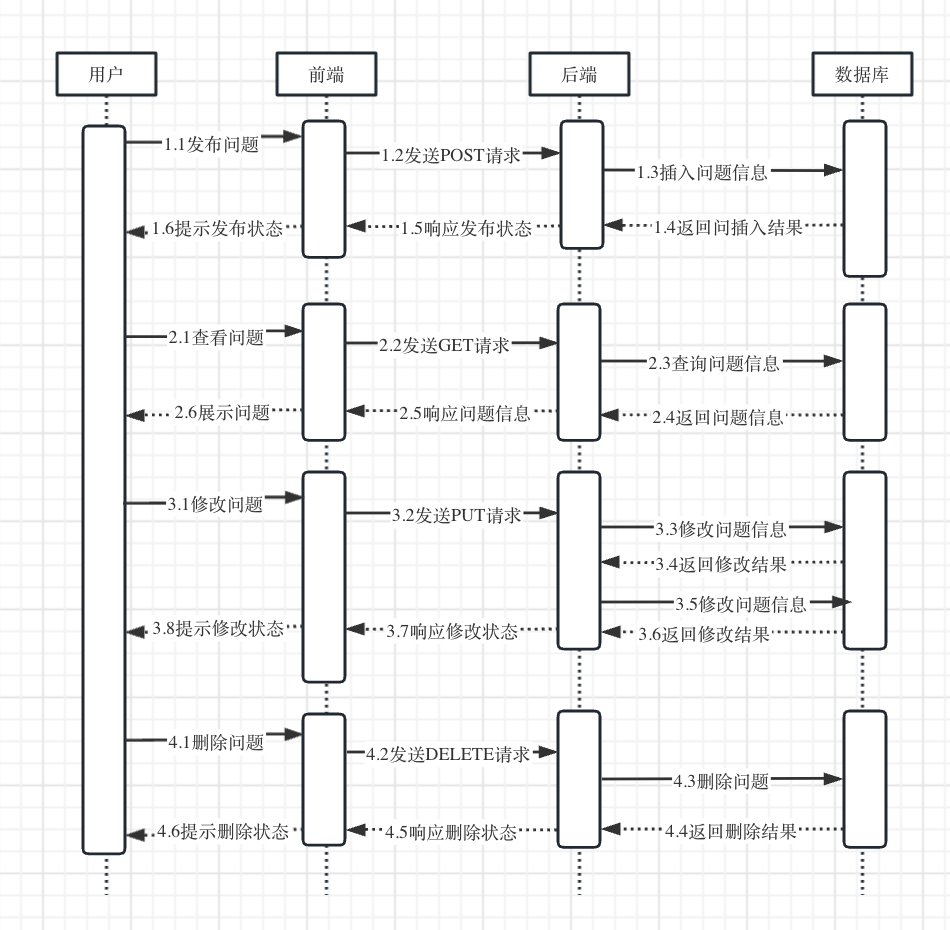 用户
前端
后端
数据库
1.1发布问题
1.2发送POST请求
1.3插入问题信息
1.4返回问插入结果
1.5响应发布状态
1.6提示发布状态
2.1查看问题
2.2发送GET请求
2.3查询问题信息
2.4返回问题信息
2.5响应问题信息
2.6展示问题
3.1修改问题
3.2发送PUT请求
3.3修改问题信息
3.4返回修改结果
3.5修改问题信息
3.6返回修改结果
3.7响应修改状态
3.8提示修改状态
4.1删除问题
4.2发送DELETE请求
4.3删除问题
4.4返回删除结果
4.5响应删除状态
4.6提示删除状态